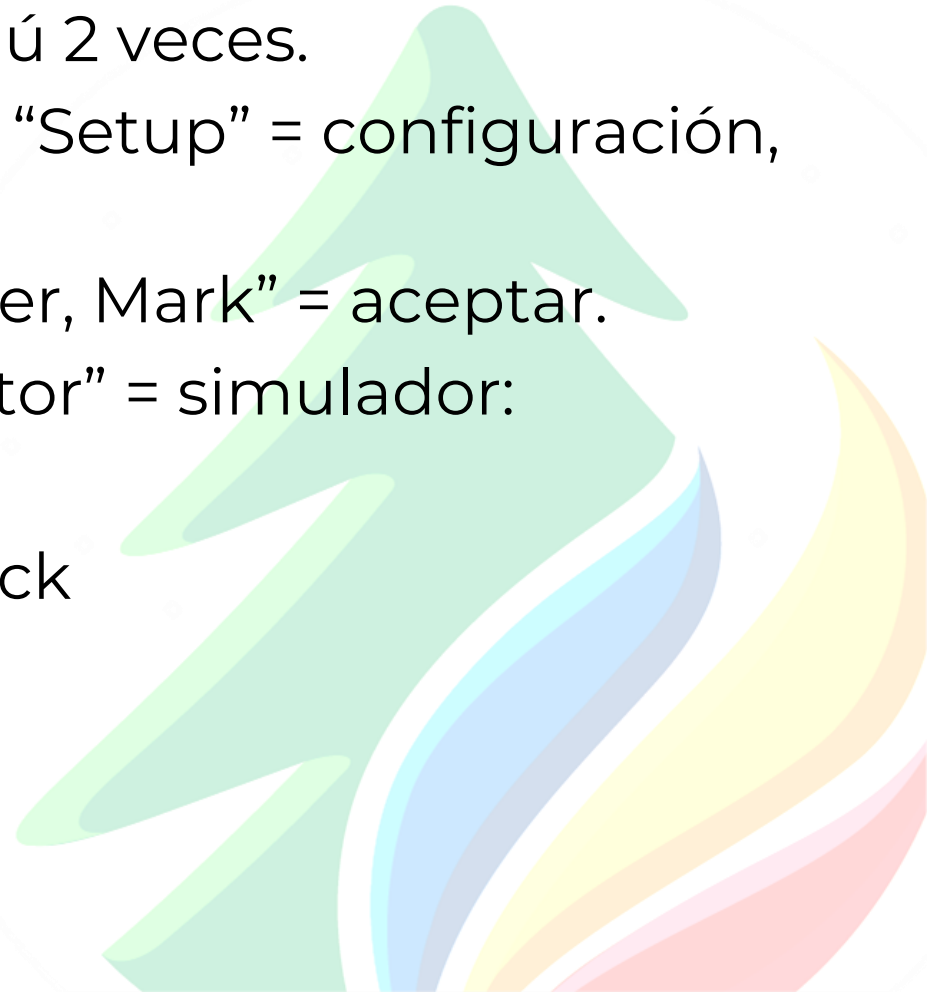 ú 2 veces.
“Setup” = configuración,
er, Mark” = aceptar.
tor” = simulador:
ck